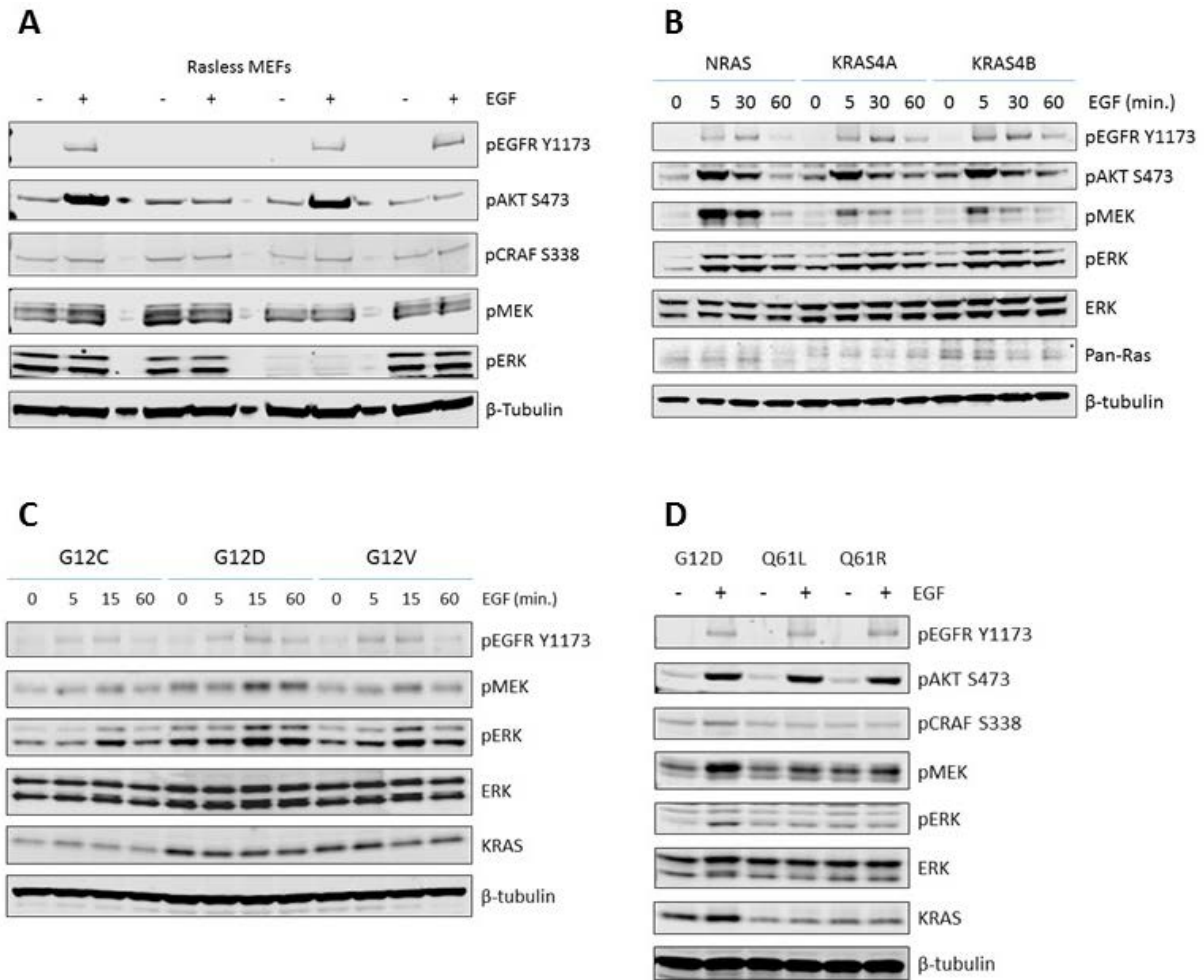 A
Rasless MEFs
- + - + - + - + EGF
pEGFR Y1173
pAKT S473
pCRAF S338
pMEK
pERK
β-Tubulin
B
NRAS KRAS4A KRAS4B
0 5 30 60 0 5 30 60 0 5 30 60 EGF (min.)
pEGFR Y1173
pAKT S473
pMEK
pERK
ERK
Pan-Ras
β-tubulin
C
G12C G12D G12V
0 5 15 60 0 5 15 60 0 5 15 60 EGF (min.)
pEGFR Y1173
pMEK
pERK
ERK
KRAS
β-tubulin
D
G12D Q61L Q61R
- + - + - + EGF
pEGFR Y1173
pAKT S473
pCRAF S338
pMEK
pERK
ERK
KRAS
β-tubulin